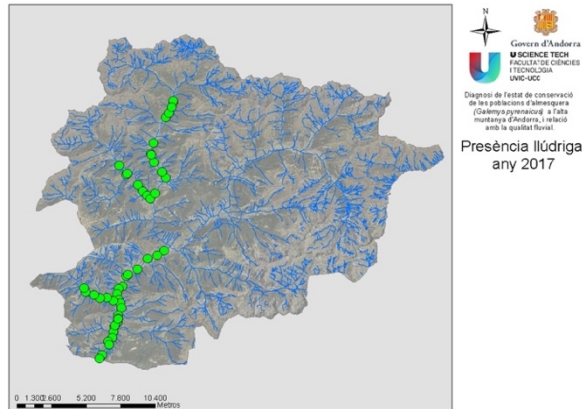 N
Govern d'Andorra
U SCIENCE TECH
FACULTAT DE CIÈNCIES
I TECNOLOGIA
UVIC-UCC
Diagnosi de l'estat de conservació
de les poblacions d'almesquera
(Galemys pyrenaicus) a l'alta
muntanya d'Andorra, i relació
amb la qualitat fluvial.
Presència llúdriga
any 2017
0 1.300 2.600 5.200 7.800 10.400
Metros